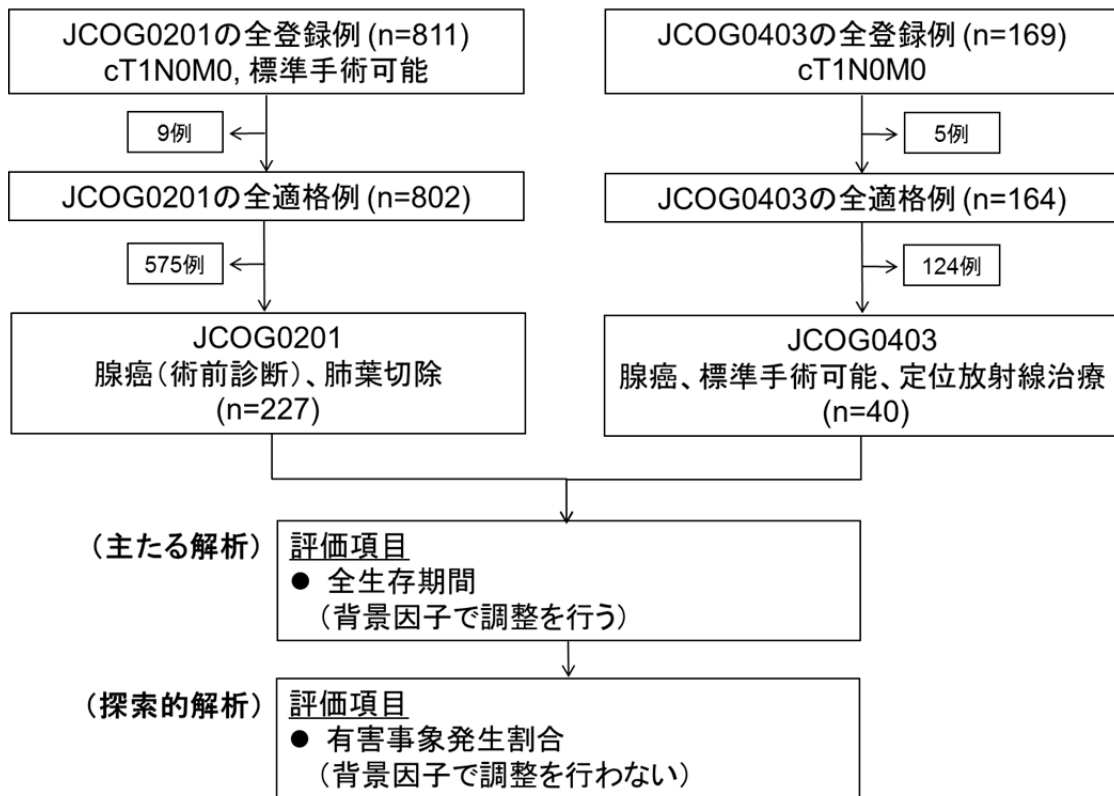 JCOG0201の全登録例 (n=811)
cT1N0M0, 標準手術可能
9例
JCOG0201の全適格例 (n=802)
575例
JCOG0201
腺癌（術前診断）、肺葉切除
(n=227)
JCOG0403の全登録例 (n=169)
cT1N0M0
5例
JCOG0403の全適格例 (n=164)
124例
JCOG0403
腺癌、標準手術可能、定位放射線治療
(n=40)
（主たる解析）
評価項目
● 全生存期間
（背景因子で調整を行う）
（探索的解析）
評価項目
● 有害事象発生割合
（背景因子で調整を行わない）